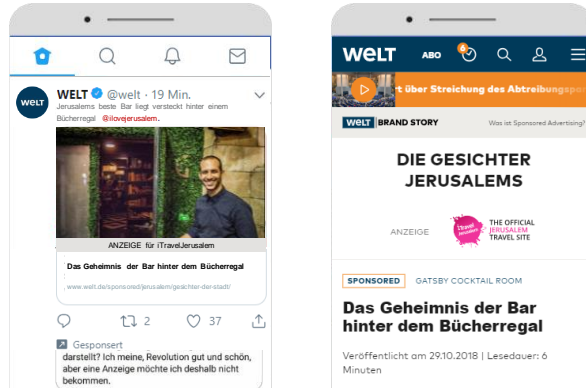 WELT @welt · 19 Min.
WELT
Jerusalems beste Bar liegt versteckt hinter einem
Bücherregal @ilovejerusalem.
ANZEIGE für iTravelJerusalem
Das Geheimnis der Bar hinter dem Bücherregal
www.welt.de/sponsored/jerusalem/gesichter-der-stadt/
2
37
Gesponsert
darstellt? Ich meine, Revolution gut und schön,
aber eine Anzeige möchte ich deshalb nicht
bekommen.
WELT ABO 6
t über Streichung des Abtreibungspa
WELT BRAND STORY Was ist Sponsored Advertising?
DIE GESICHTER
JERUSALEMS
ANZEIGE
itravel
Jerusalem
THE OFFICIAL
JERUSALEM
TRAVEL SITE
SPONSORED GATSBY COCKTAIL ROOM
Das Geheimnis der Bar
hinter dem Bücherregal
Veröffentlicht am 29.10.2018 | Lesedauer: 6
Minuten